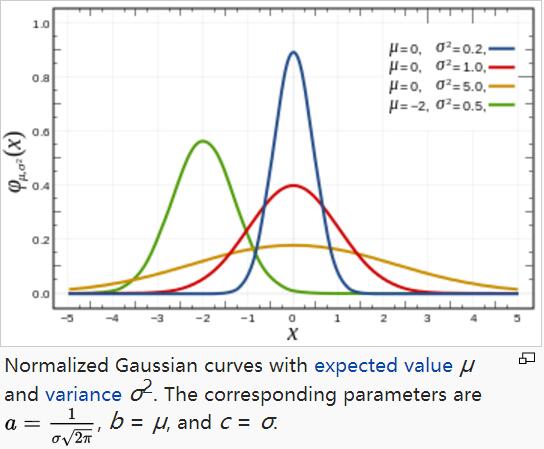 1.0
0.8
0.6
0.4
0.2
0.0
φμ,σ²(x)
μ=0, σ²=0.2,
μ=0, σ²=1.0,
μ=0, σ²=5.0,
μ=−2, σ²=0.5,
−5 −4 −3 −2 −1 0 1 2 3 4 5
x
Normalized Gaussian curves with expected value μ
and variance σ². The corresponding parameters are
a = 1/(σ√2π), b = μ, and c = σ.